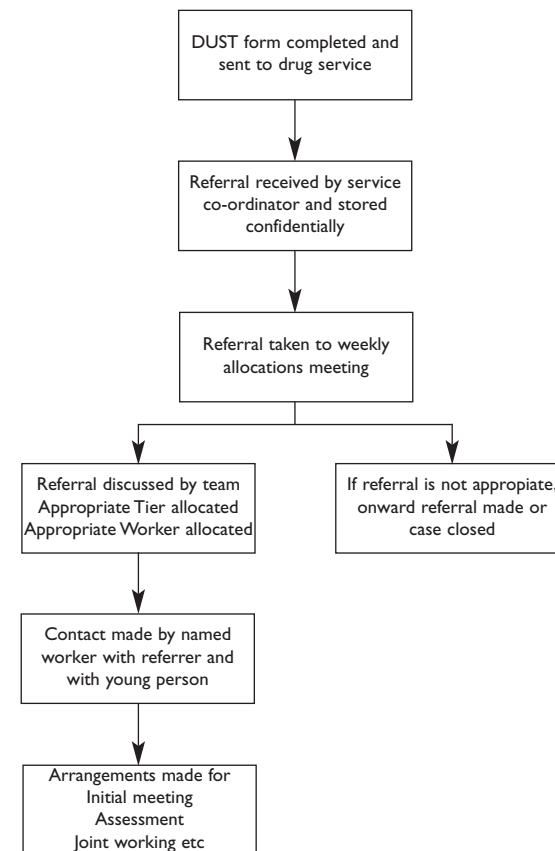 DUST form completed and
sent to drug service
Referral received by service
co-ordinator and stored
confidentially
Referral taken to weekly
allocations meeting
Referral discussed by team
Appropriate Tier allocated
Appropriate Worker allocated
If referral is not appropiate,
onward referral made or
case closed
Contact made by named
worker with referrer and
with young person
Arrangements made for
Initial meeting
Assessment
Joint working etc